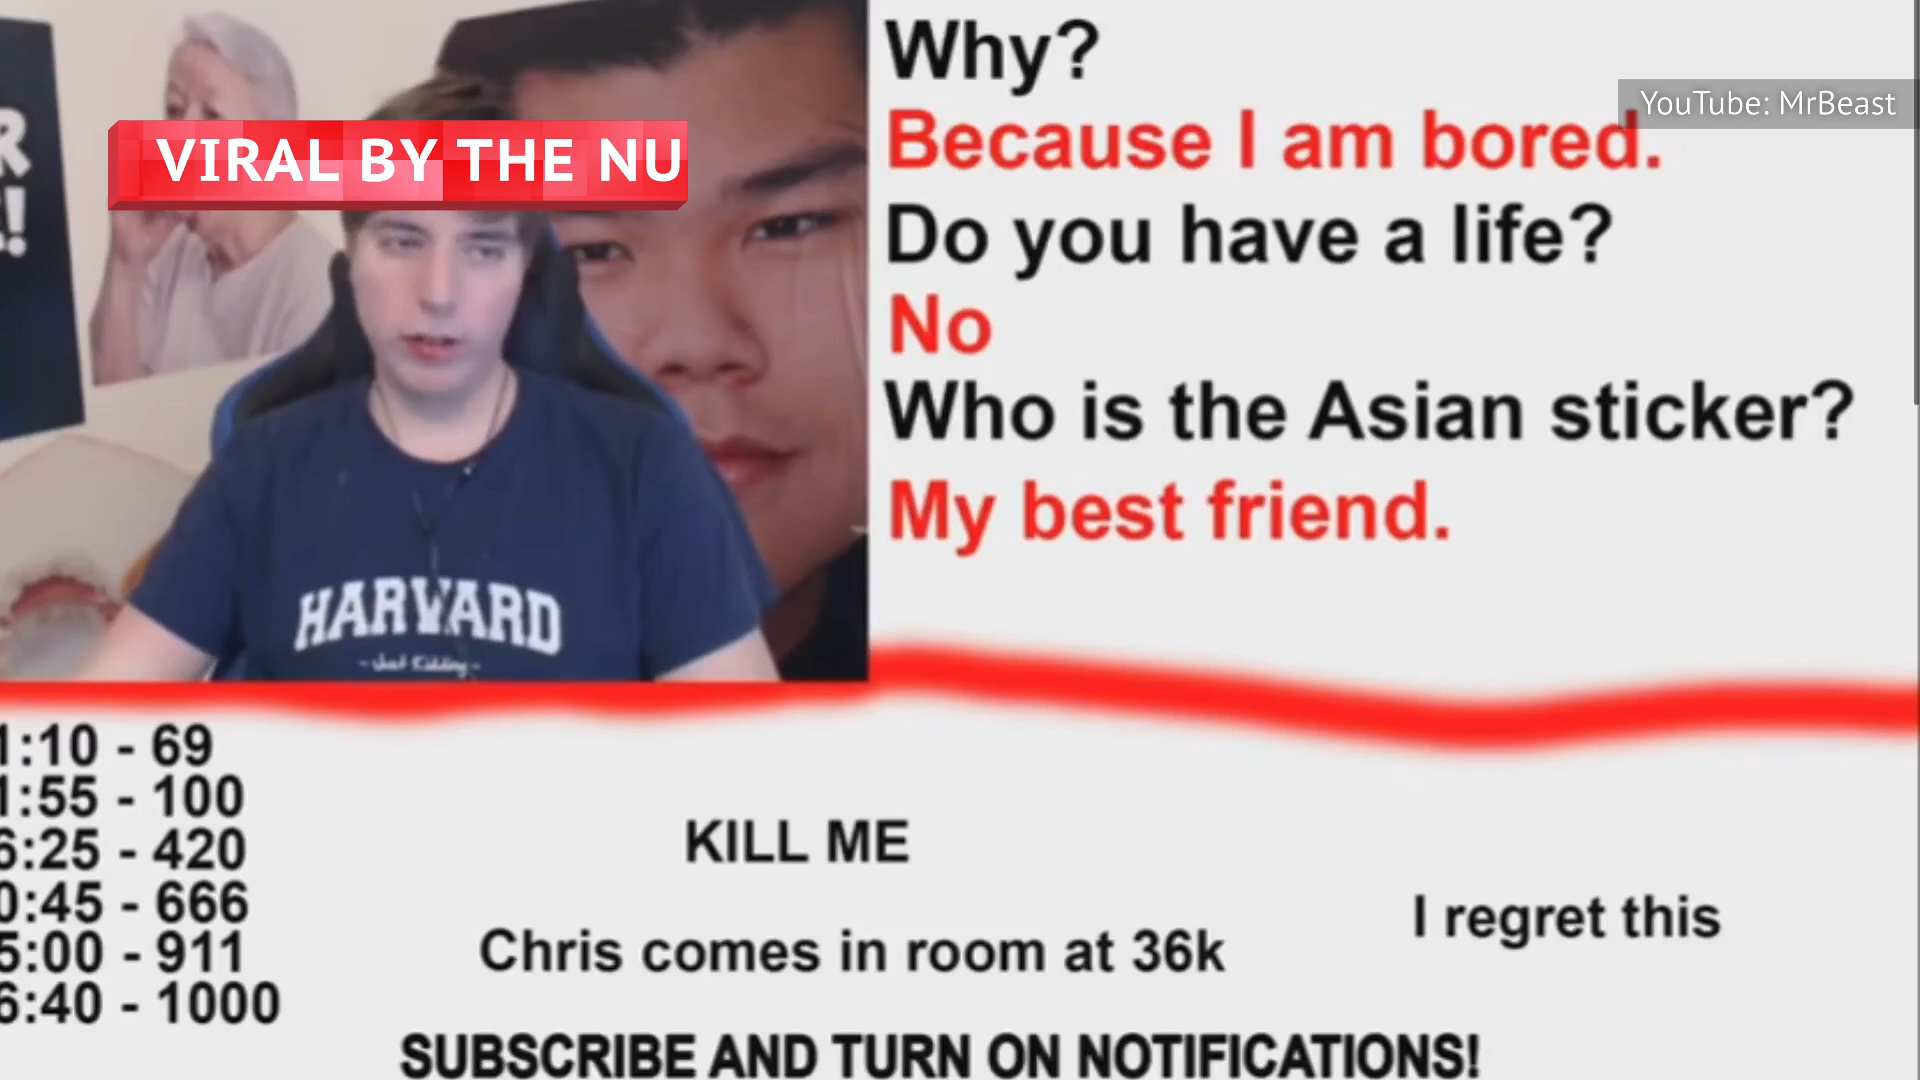 R
!
VIRAL BY THE NU
YouTube: MrBeast
Why?
Because I am bored.
Do you have a life?
No
Who is the Asian sticker?
My best friend.
HARVARD
- Just Kidding -
1:10 - 69
1:55 - 100
6:25 - 420
0:45 - 666
5:00 - 911
6:40 - 1000
KILL ME
Chris comes in room at 36k
I regret this
SUBSCRIBE AND TURN ON NOTIFICATIONS!